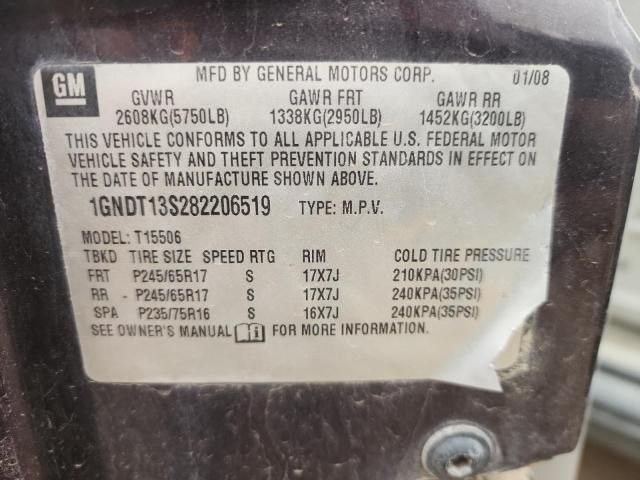 GM MFD BY GENERAL MOTORS CORP. 01/08
GVWR GAWR FRT GAWR RR
2608KG(5750LB) 1338KG(2950LB) 1452KG(3200LB)
THIS VEHICLE CONFORMS TO ALL APPLICABLE U.S. FEDERAL MOTOR
VEHICLE SAFETY AND THEFT PREVENTION STANDARDS IN EFFECT ON
THE DATE OF MANUFACTURE SHOWN ABOVE.
1GNDT13S282206519 TYPE: M.P.V.
MODEL: T15506
TBKD TIRE SIZE SPEED RTG RIM COLD TIRE PRESSURE
FRT P245/65R17 S 17X7J 210KPA(30PSI)
RR - P245/65R17 S 17X7J 240KPA(35PSI)
SPA P235/75R16 S 16X7J 240KPA(35PSI)
SEE OWNER'S MANUAL FOR MORE INFORMATION.